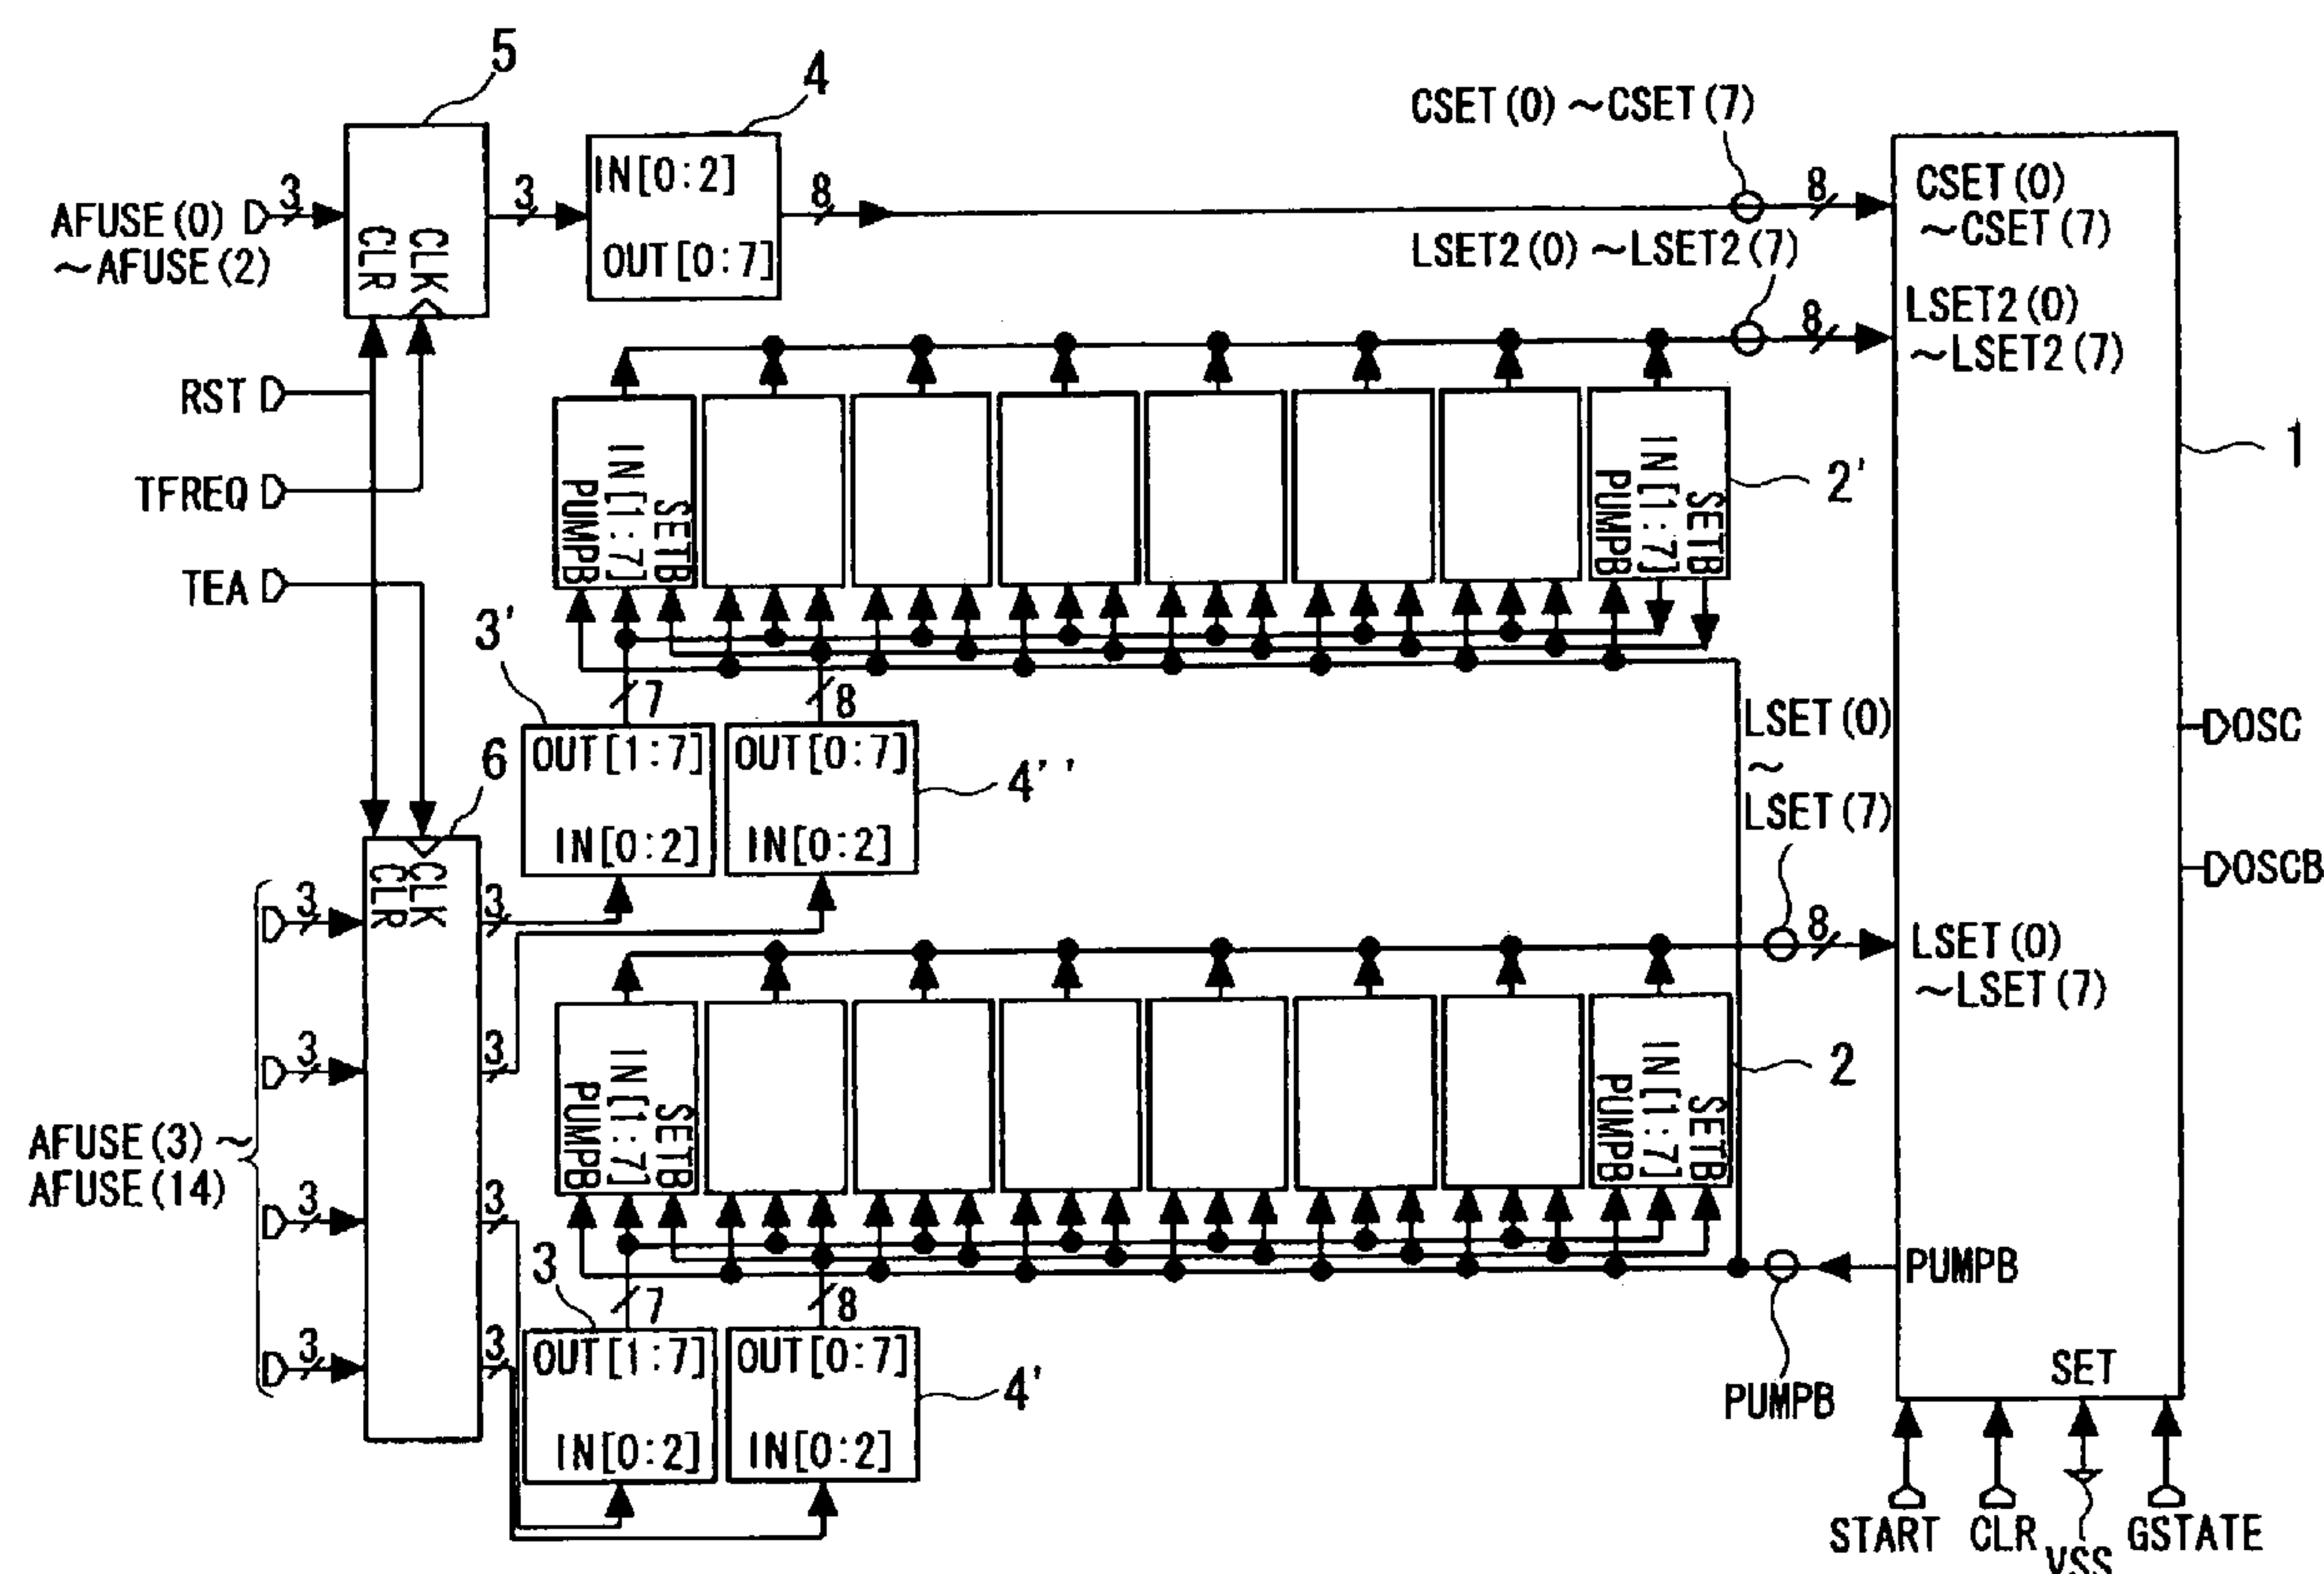 5
4
CSET(0)~CSET(7)
AFUSE(0)
~AFUSE(2)
3
CLR
CLK
3
IN[0:2]
OUT[0:7]
8
8
CSET(0)
~CSET(7)
LSET2(0)~LSET2(7)
8
LSET2(0)
~LSET2(7)
RST
TFREQ
TEA
PUMPB
IN[1:7]
SETB
PUMPB
IN[1:7]
SETB
2'
1
3'
7
8
OUT[1:7]
IN[0:2]
OUT[0:7]
IN[0:2]
4''
LSET(0)
~
LSET(7)
OSC
OSCB
6
CLR
CLK
3
3
3
3
3
3
3
3
AFUSE(3)~
AFUSE(14)
8
LSET(0)
~LSET(7)
PUMPB
IN[1:7]
SETB
PUMPB
IN[1:7]
SETB
2
3
7
8
OUT[1:7]
IN[0:2]
OUT[0:7]
IN[0:2]
4'
PUMPB
PUMPB
SET
START
CLR
VSS
GSTATE